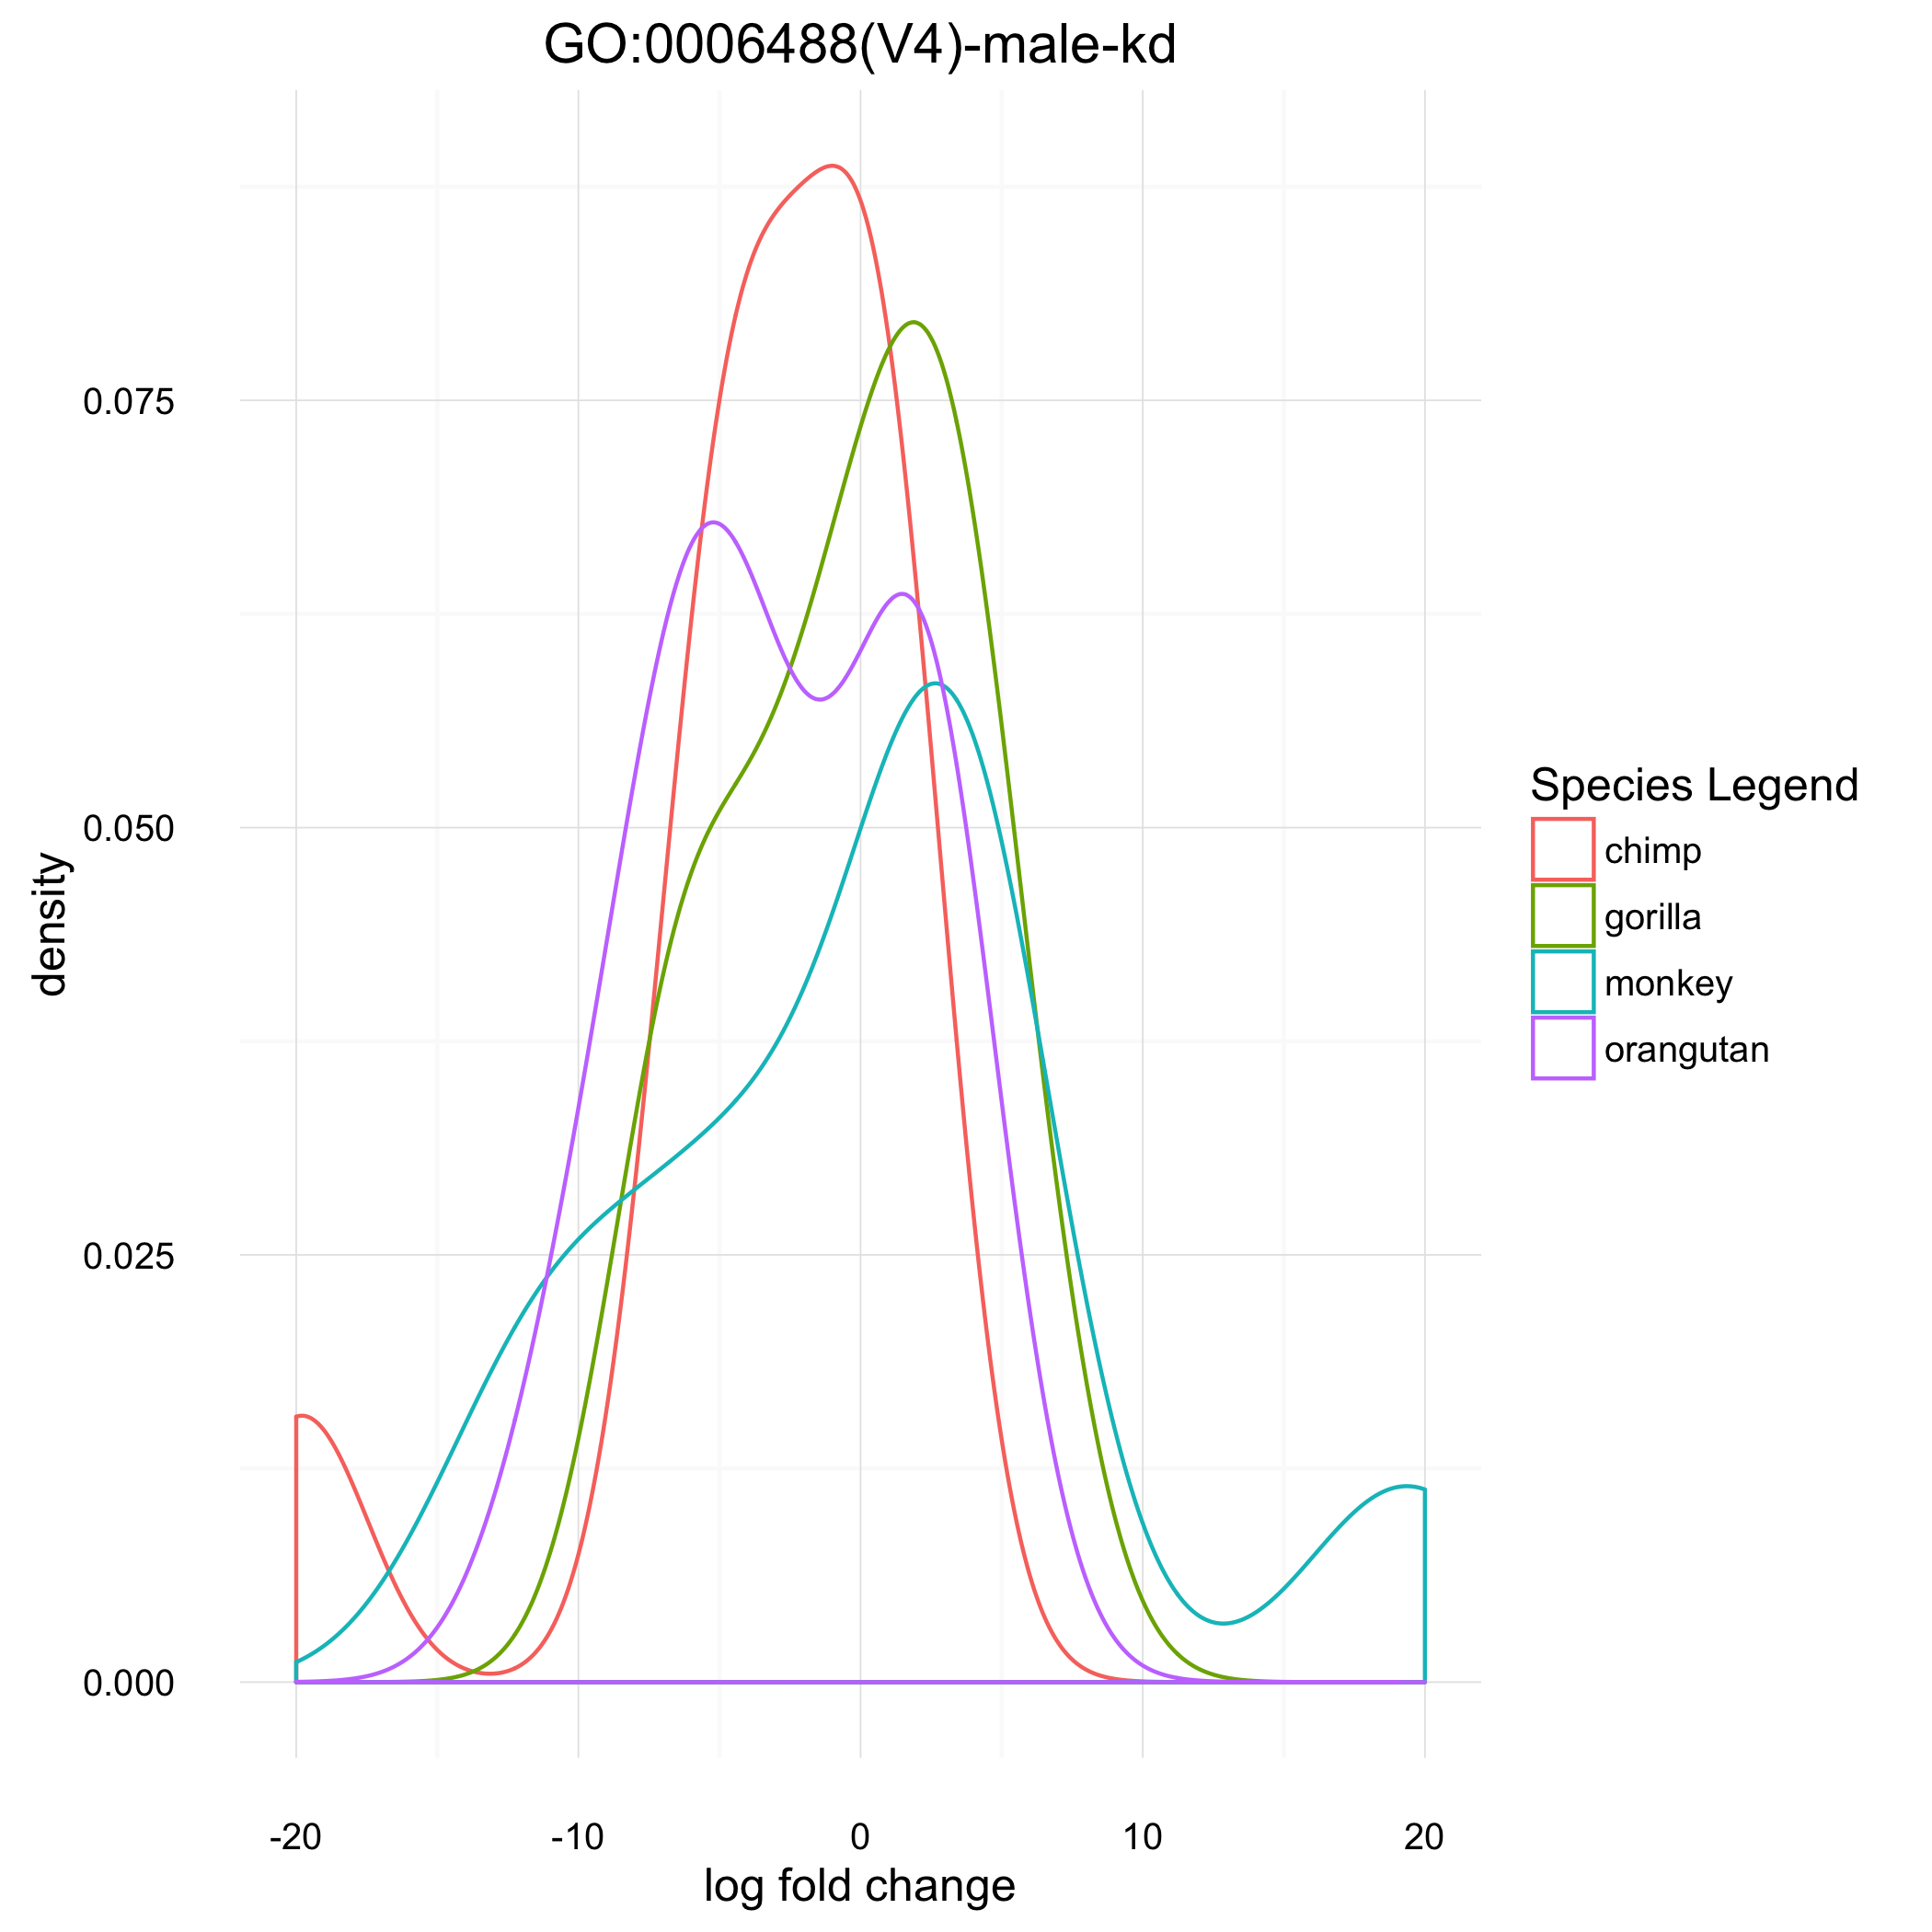 GO:0006488(V4)-male-kd
0.075
0.050
0.025
0.000
density
-20 -10 0 10 20
log fold change
Species Legend
chimp
gorilla
monkey
orangutan